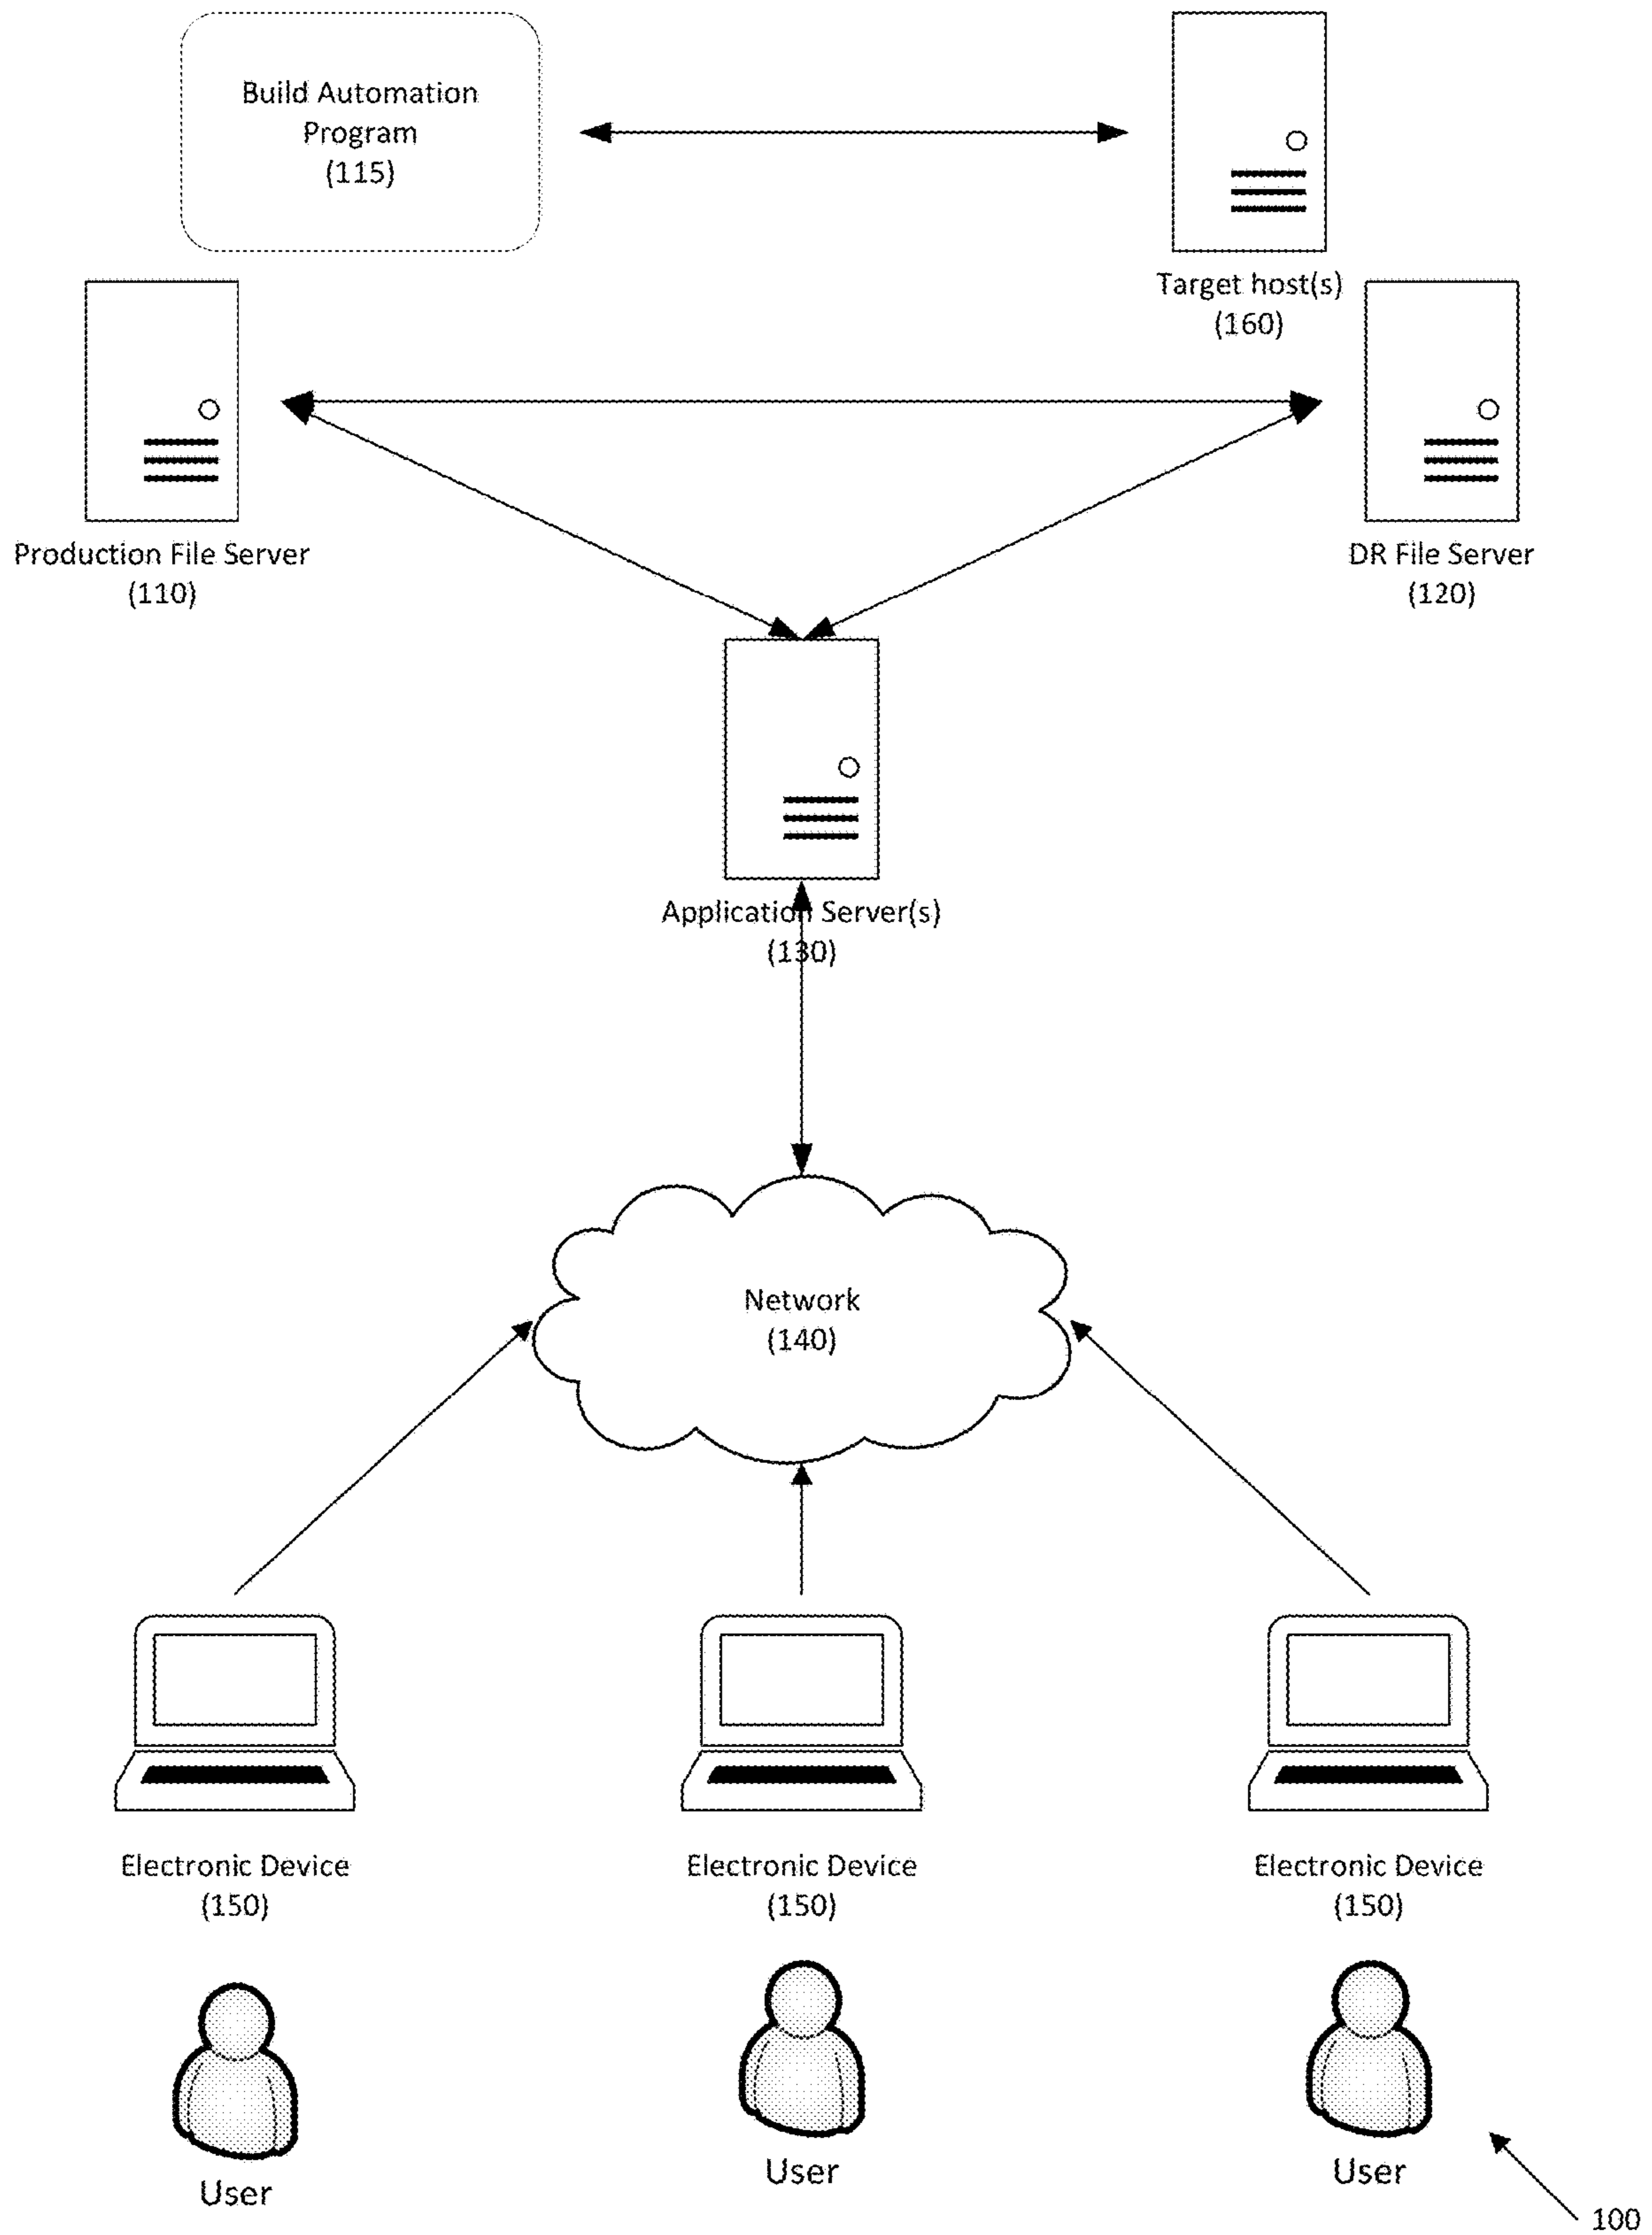 Build Automation
Program
(115)
Target host(s)
(160)
Production File Server
(110)
DR File Server
(120)
Application Server(s)
(130)
Network
(140)
Electronic Device
(150)
Electronic Device
(150)
Electronic Device
(150)
User
User
User
100